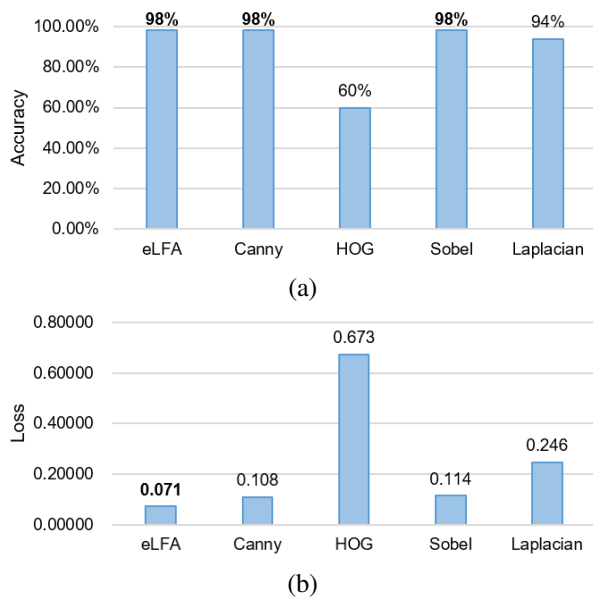 98% 98% 98% 94%
100.00%
80.00%
60%
60.00%
40.00%
20.00%
0.00%
Accuracy
eLFA Canny HOG Sobel Laplacian
(a)
0.80000
0.673
0.60000
0.40000
0.246
0.20000
0.071 0.108 0.114
0.00000
Loss
eLFA Canny HOG Sobel Laplacian
(b)